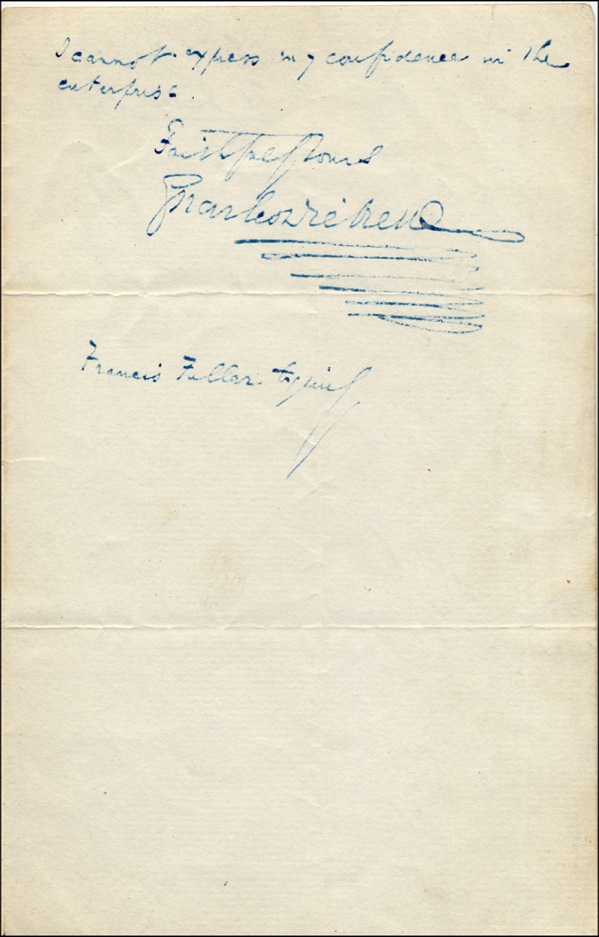 I cannot express my confidence in the
enterprise.
Faithfully Yours
Charles Dickens
Francis Fuller Esquire